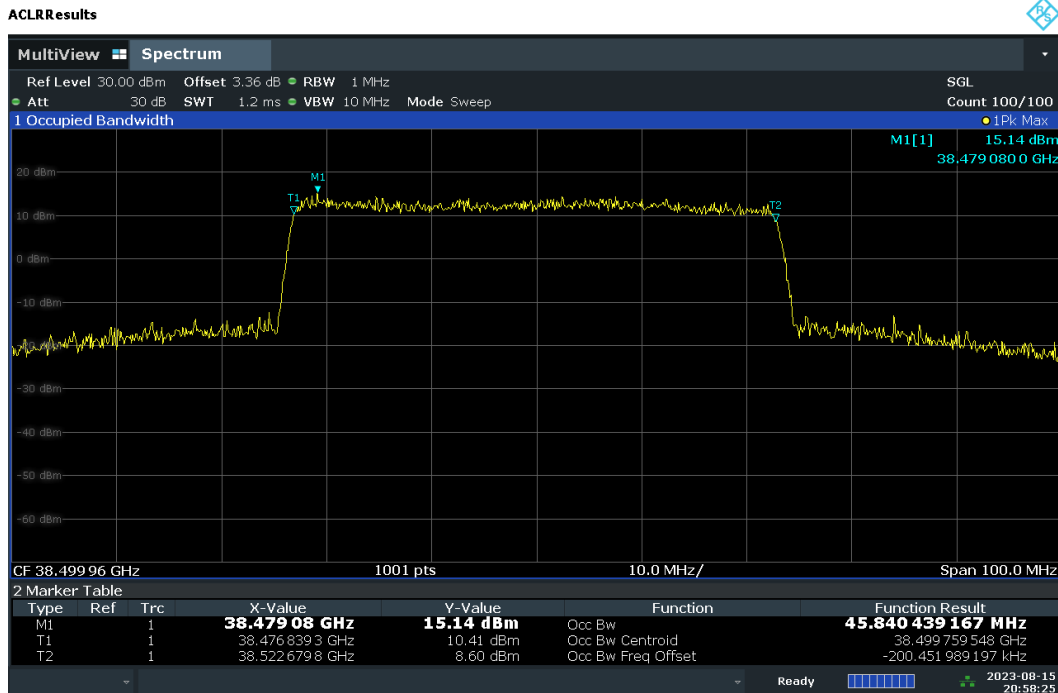 ACLRResults
R&S
MultiView Spectrum
Ref Level 30.00 dBm Offset 3.36 dB RBW 1 MHz SGL
Att 30 dB SWT 1.2 ms VBW 10 MHz Mode Sweep Count 100/100
1 Occupied Bandwidth 1Pk Max
M1[1] 15.14 dBm
38.479 080 0 GHz
20 dBm
M1
T1
T2
10 dBm
0 dBm
-10 dBm
-20 dBm
-30 dBm
-40 dBm
-50 dBm
-60 dBm
CF 38.499 96 GHz 1001 pts 10.0 MHz/ Span 100.0 MHz
2 Marker Table
Type Ref Trc X-Value Y-Value Function Function Result
M1 1 38.479 08 GHz 15.14 dBm Occ Bw 45.840 439 167 MHz
T1 1 38.476 839 3 GHz 10.41 dBm Occ Bw Centroid 38.499 759 548 GHz
T2 1 38.522 679 8 GHz 8.60 dBm Occ Bw Freq Offset -200.451 989 197 kHz
Ready 2023-08-15
20:58:25